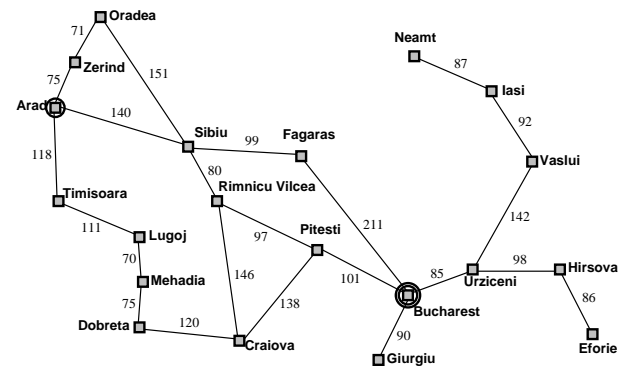 Oradea
71
Neamt
Zerind
87
75
151
Iasi
Arad
140
92
Sibiu
99
Fagaras
118
Vaslui
80
Timisoara
Rimnicu Vilcea
142
111
211
Lugoj
97
Pitesti
70
98
Hirsova
Mehadia
146
101
85
Urziceni
75
138
86
Bucharest
Dobreta
120
90
Craiova
Eforie
Giurgiu